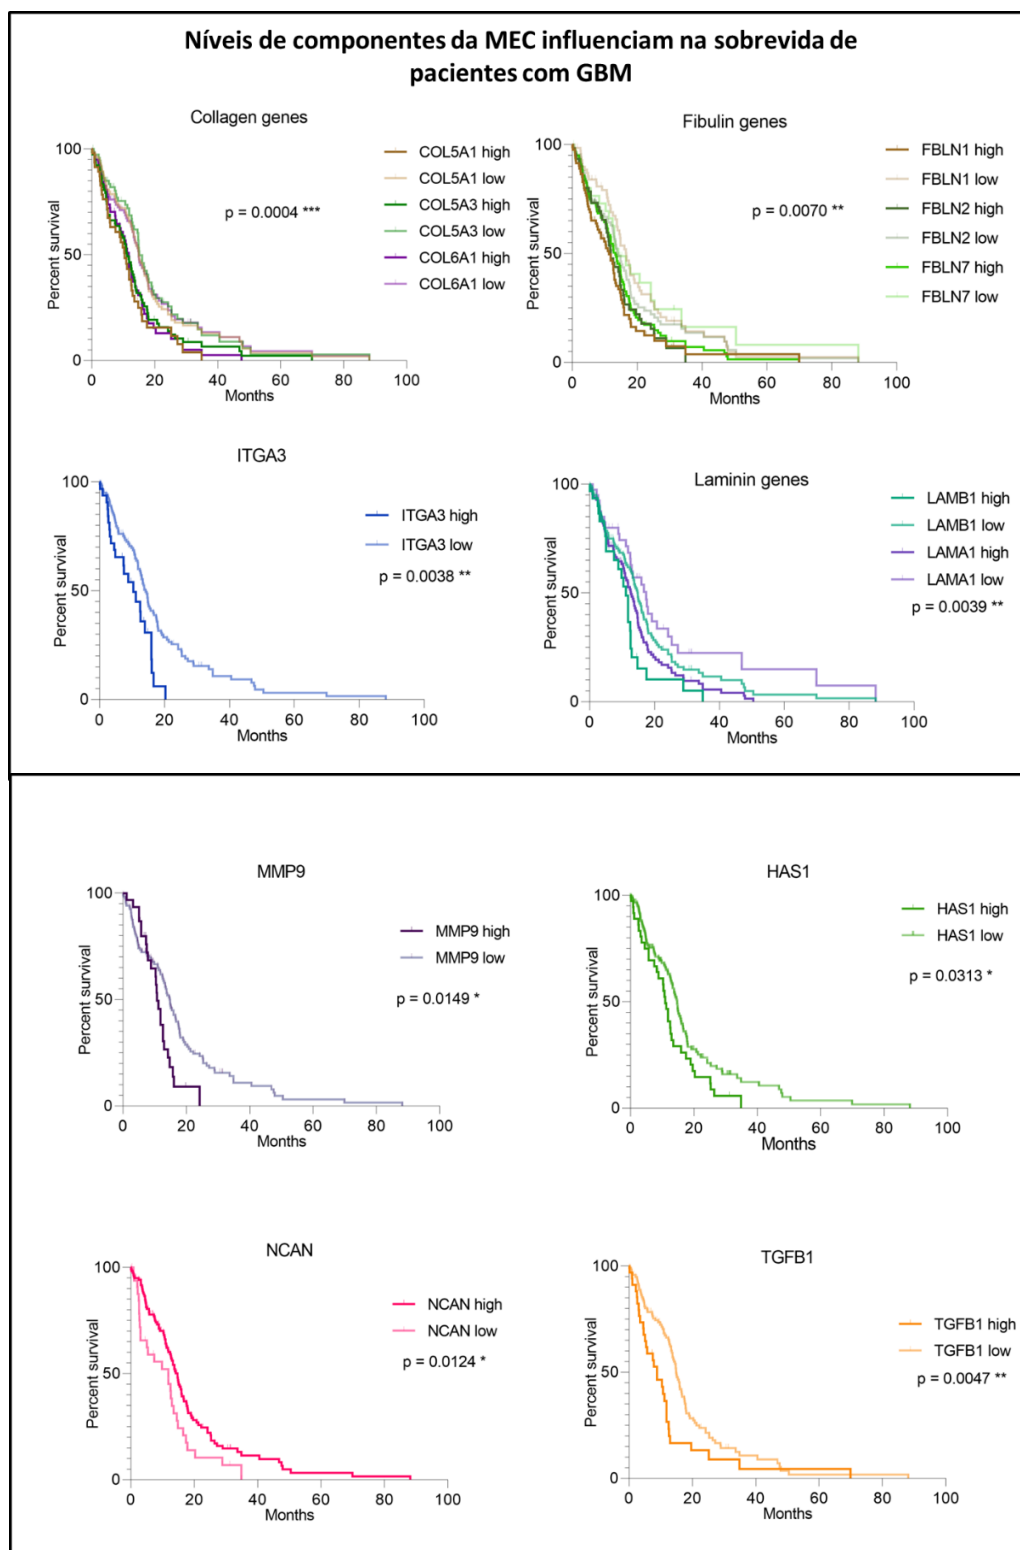 Níveis de componentes da MEC influenciam na sobrevida de
pacientes com GBM
Collagen genes
100
50
0
Percent survival
0 20 40 60 80 100
Months
p = 0.0004 ***
COL5A1 high
COL5A1 low
COL5A3 high
COL5A3 low
COL6A1 high
COL6A1 low
Fibulin genes
100
50
0
Percent survival
0 20 40 60 80 100
Months
p = 0.0070 **
FBLN1 high
FBLN1 low
FBLN2 high
FBLN2 low
FBLN7 high
FBLN7 low
ITGA3
100
50
0
Percent survival
0 20 40 60 80 100
Months
ITGA3 high
ITGA3 low
p = 0.0038 **
Laminin genes
100
50
0
Percent survival
0 20 40 60 80 100
Months
LAMB1 high
LAMB1 low
LAMA1 high
LAMA1 low
p = 0.0039 **
MMP9
100
50
0
Percent survival
0 20 40 60 80 100
Months
MMP9 high
MMP9 low
p = 0.0149 *
HAS1
100
50
0
Percent survival
0 20 40 60 80 100
Months
HAS1 high
HAS1 low
p = 0.0313 *
NCAN
100
50
0
Percent survival
0 20 40 60 80 100
Months
NCAN high
NCAN low
p = 0.0124 *
TGFB1
100
50
0
Percent survival
0 20 40 60 80 100
Months
TGFB1 high
TGFB1 low
p = 0.0047 **